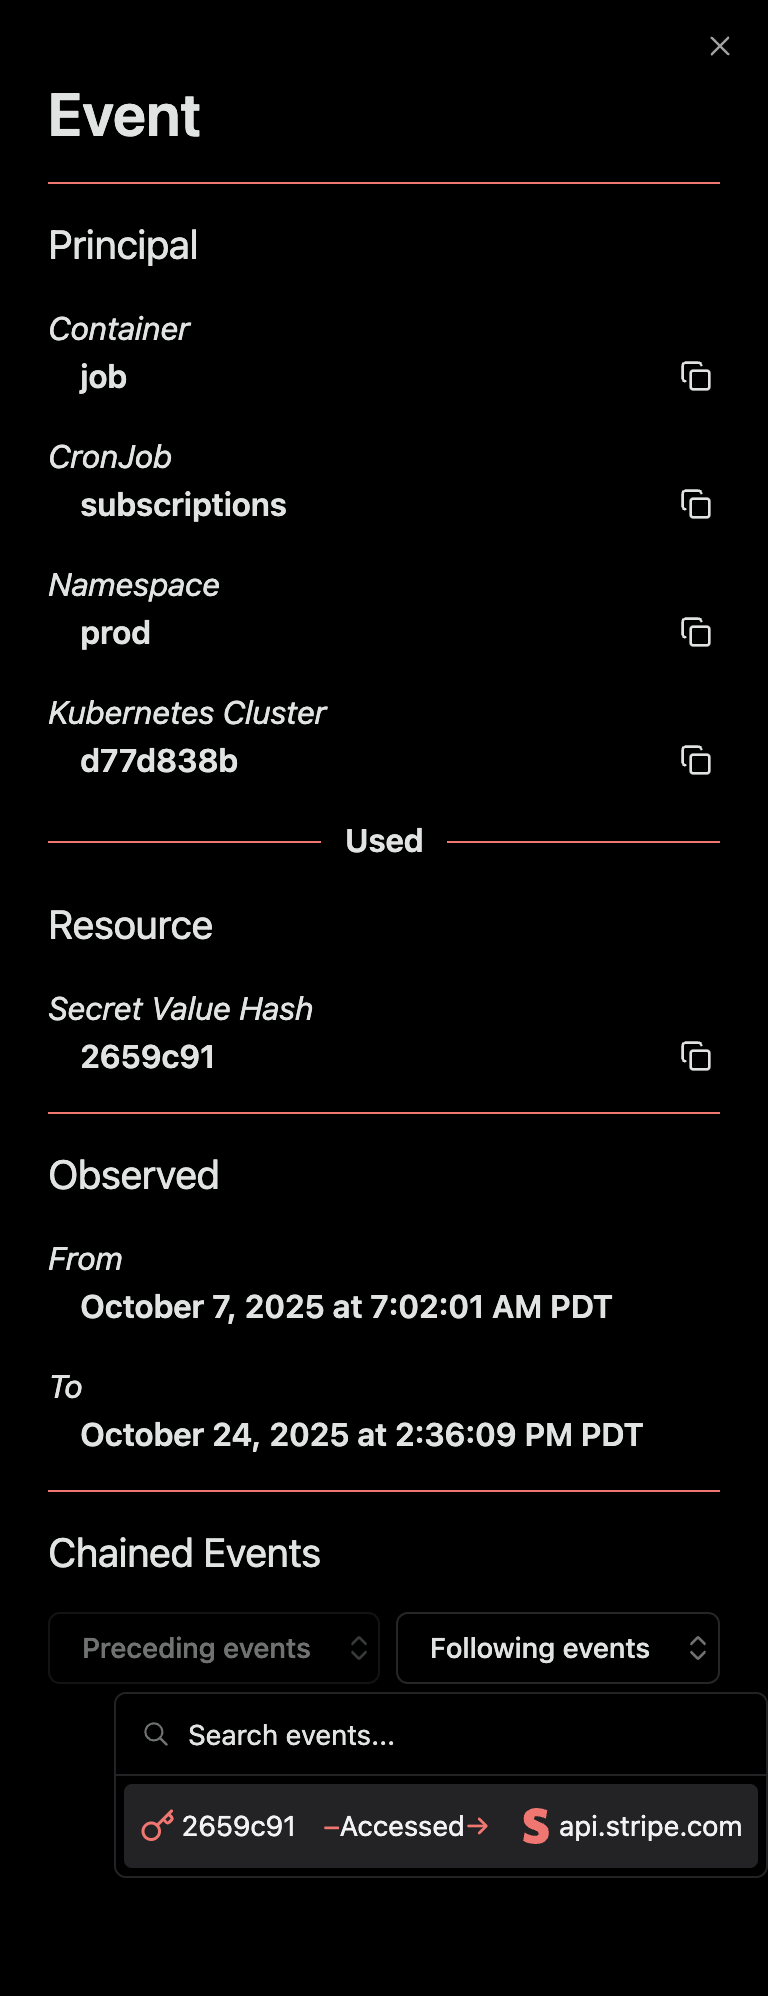 Event
Principal
Container
job
CronJob
subscriptions
Namespace
prod
Kubernetes Cluster
d77d838b
Used
Resource
Secret Value Hash
2659c91
Observed
From
October 7, 2025 at 7:02:01 AM PDT
To
October 24, 2025 at 2:36:09 PM PDT
Chained Events
Preceding events Following events
Search events...
2659c91 –Accessed→ S api.stripe.com